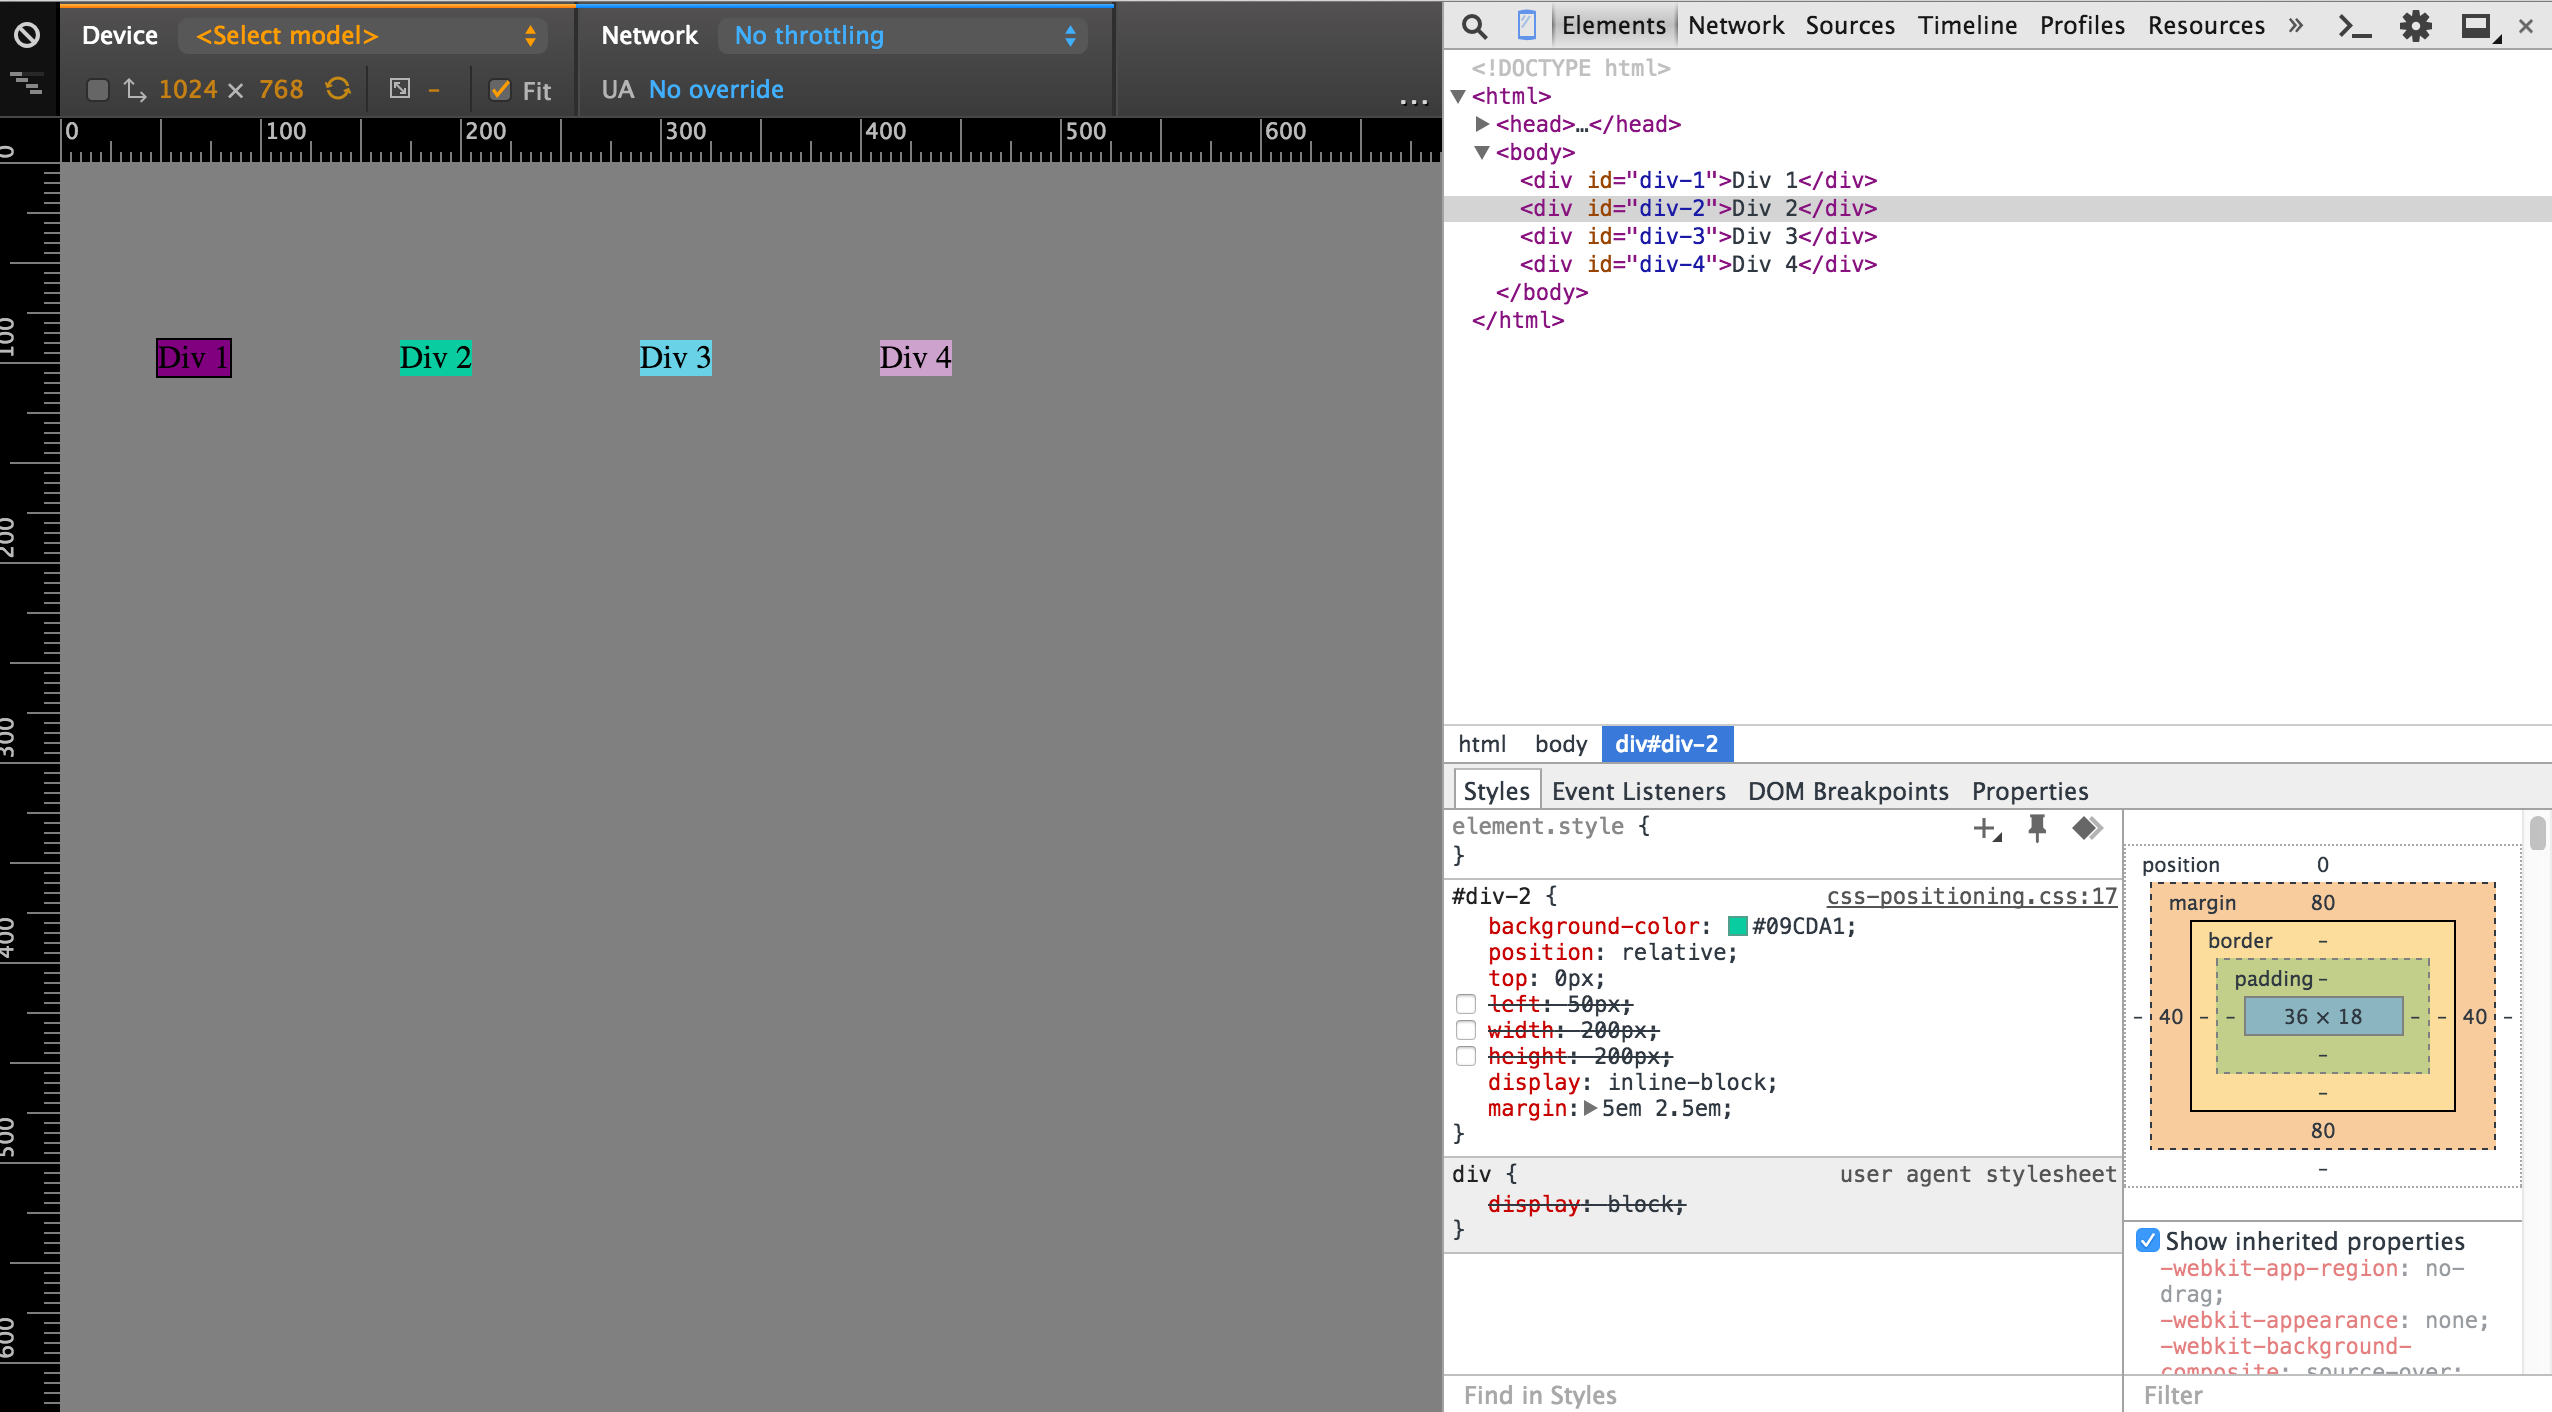 Device <Select model> Network No throttling
1024 × 768 - Fit UA No override ...
0 100 200 300 400 500 600
0
100
200
300
400
500
600
Div 1 Div 2 Div 3 Div 4
Elements Network Sources Timeline Profiles Resources » ×
<!DOCTYPE html>
<html>
<head>…</head>
<body>
<div id="div-1">Div 1</div>
<div id="div-2">Div 2</div>
<div id="div-3">Div 3</div>
<div id="div-4">Div 4</div>
</body>
</html>
html body div#div-2
Styles Event Listeners DOM Breakpoints Properties
element.style {
}
#div-2 { css-positioning.css:17
background-color: #09CDA1;
position: relative;
top: 0px;
left: 50px;
width: 200px;
height: 200px;
display: inline-block;
margin: 5em 2.5em;
}
div { user agent stylesheet
display: block;
}
Find in Styles
position 0
margin 80
border -
padding -
- 40 - - 36 × 18 - - 40 -
-
-
80
-
Show inherited properties
-webkit-app-region: no-
drag;
-webkit-appearance: none;
-webkit-background-
composite: source-over;
Filter